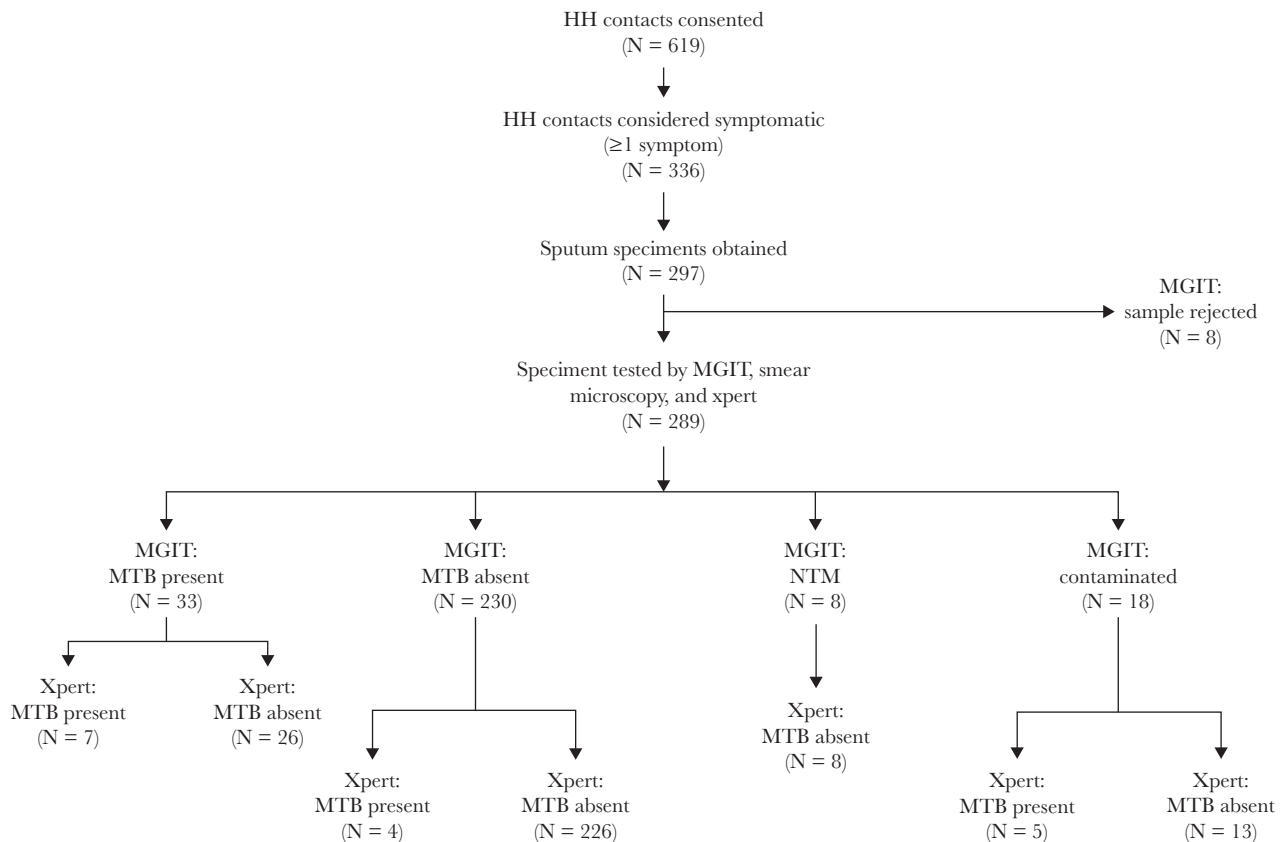 HH contacts consented
(N = 619)
HH contacts considered symptomatic
(≥1 symptom)
(N = 336)
Sputum speciments obtained
(N = 297)
MGIT:
sample rejected
(N = 8)
Speciment tested by MGIT, smear
microscopy, and xpert
(N = 289)
MGIT:
MTB present
(N = 33)
MGIT:
MTB absent
(N = 230)
MGIT:
NTM
(N = 8)
MGIT:
contaminated
(N = 18)
Xpert:
MTB present
(N = 7)
Xpert:
MTB absent
(N = 26)
Xpert:
MTB present
(N = 4)
Xpert:
MTB absent
(N = 226)
Xpert:
MTB absent
(N = 8)
Xpert:
MTB present
(N = 5)
Xpert:
MTB absent
(N = 13)